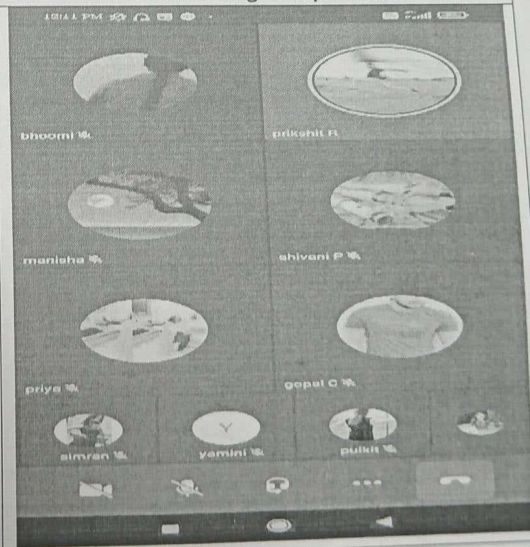 bhoomi
prikshit R
manisha
shivani P
priya
gopal C
simran
Y
yamini
pulkit